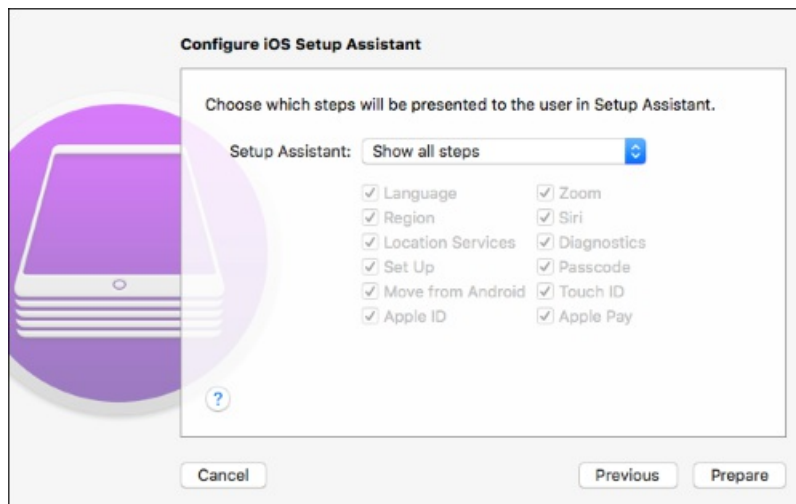 Configure iOS Setup Assistant
Choose which steps will be presented to the user in Setup Assistant.
Setup Assistant: Show all steps
Language Zoom
Region Siri
Location Services Diagnostics
Set Up Passcode
Move from Android Touch ID
Apple ID Apple Pay
?
Cancel Previous Prepare